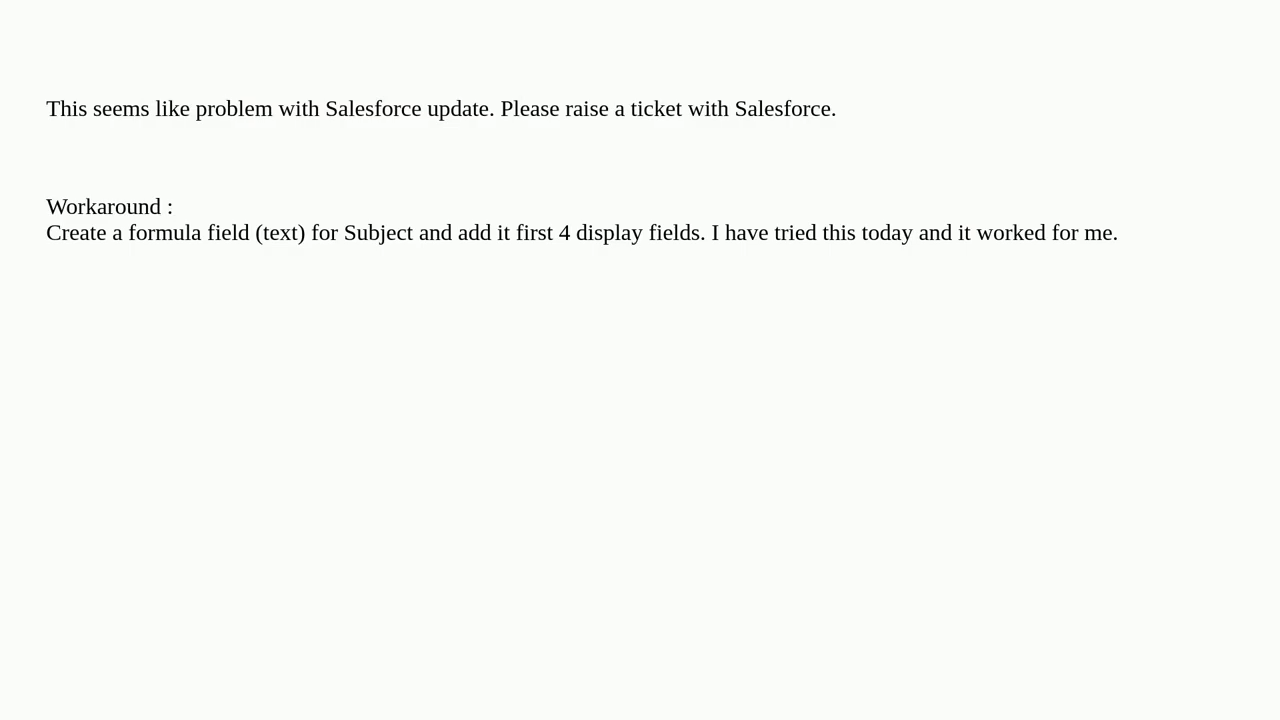 This seems like problem with Salesforce update. Please raise a ticket with Salesforce.
Workaround :
Create a formula field (text) for Subject and add it first 4 display fields. I have tried this today and it worked for me.